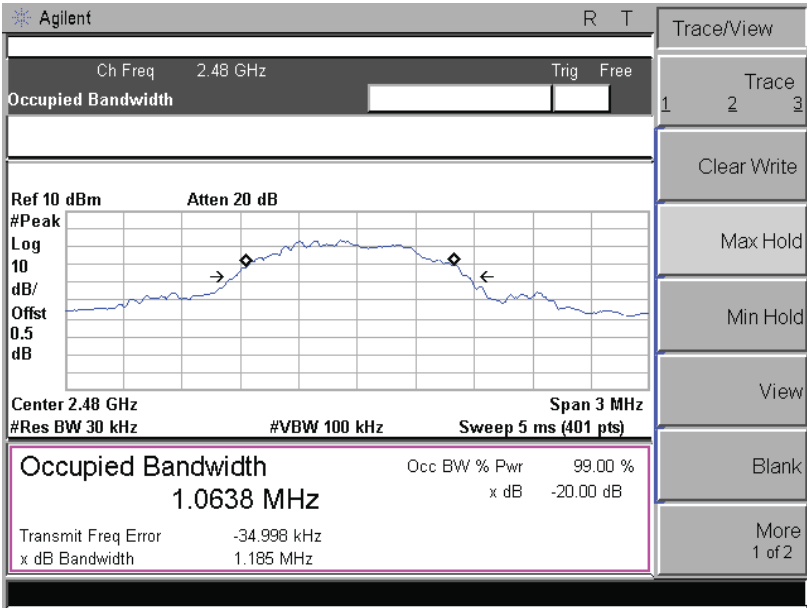 Agilent R T
Ch Freq 2.48 GHz Trig Free
Occupied Bandwidth
Ref 10 dBm Atten 20 dB
#Peak
Log
10
dB/
Offst
0.5
dB
Center 2.48 GHz Span 3 MHz
#Res BW 30 kHz #VBW 100 kHz Sweep 5 ms (401 pts)
Occupied Bandwidth Occ BW % Pwr 99.00 %
1.0638 MHz x dB -20.00 dB
Transmit Freq Error -34.998 kHz
x dB Bandwidth 1.185 MHz
Trace/View
Trace
1 2 3
Clear Write
Max Hold
Min Hold
View
Blank
More
1 of 2